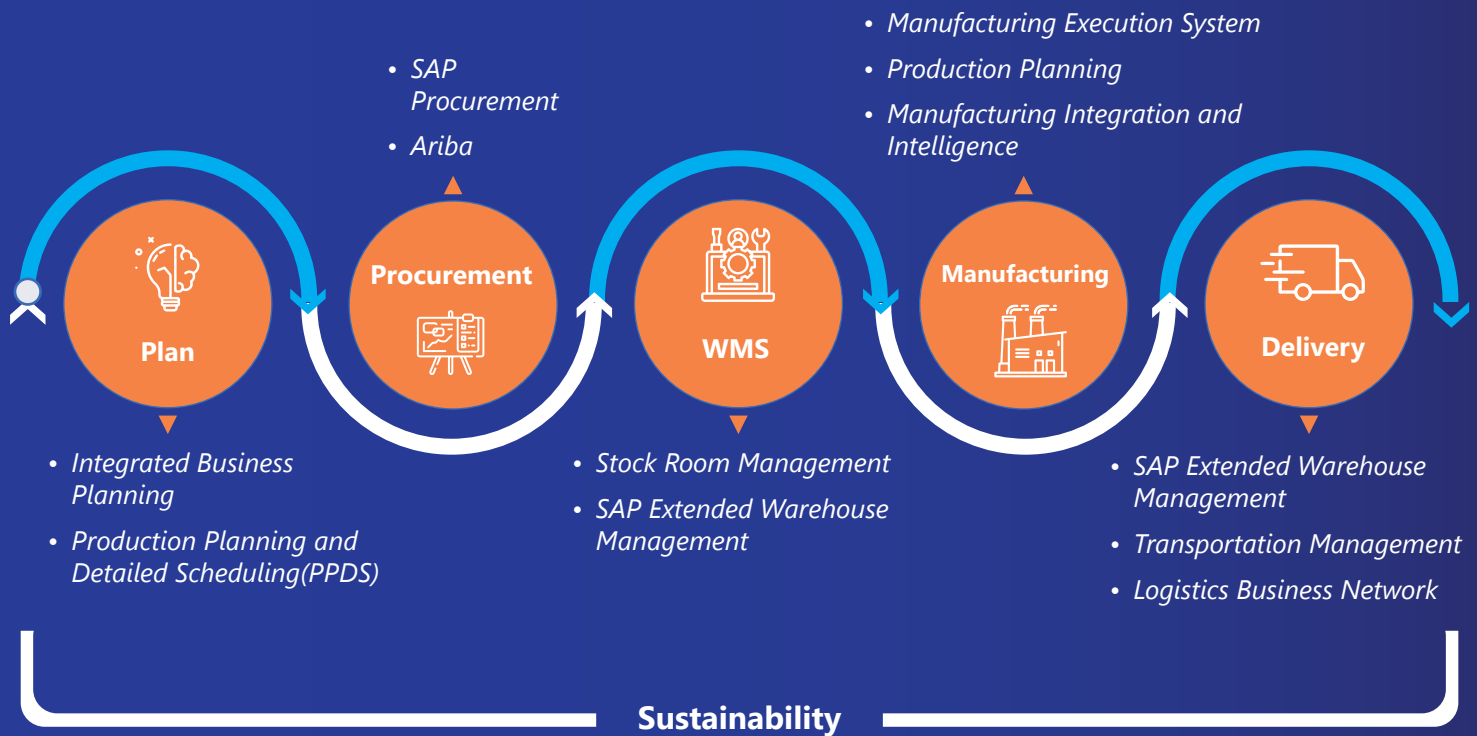 Plan
• Integrated Business
Planning
• Production Planning and
Detailed Scheduling(PPDS)
• SAP
Procurement
• Ariba
Procurement
WMS
• Stock Room Management
• SAP Extended Warehouse
Management
• Manufacturing Execution System
• Production Planning
• Manufacturing Integration and
Intelligence
Manufacturing
Delivery
• SAP Extended Warehouse
Management
• Transportation Management
• Logistics Business Network
Sustainability